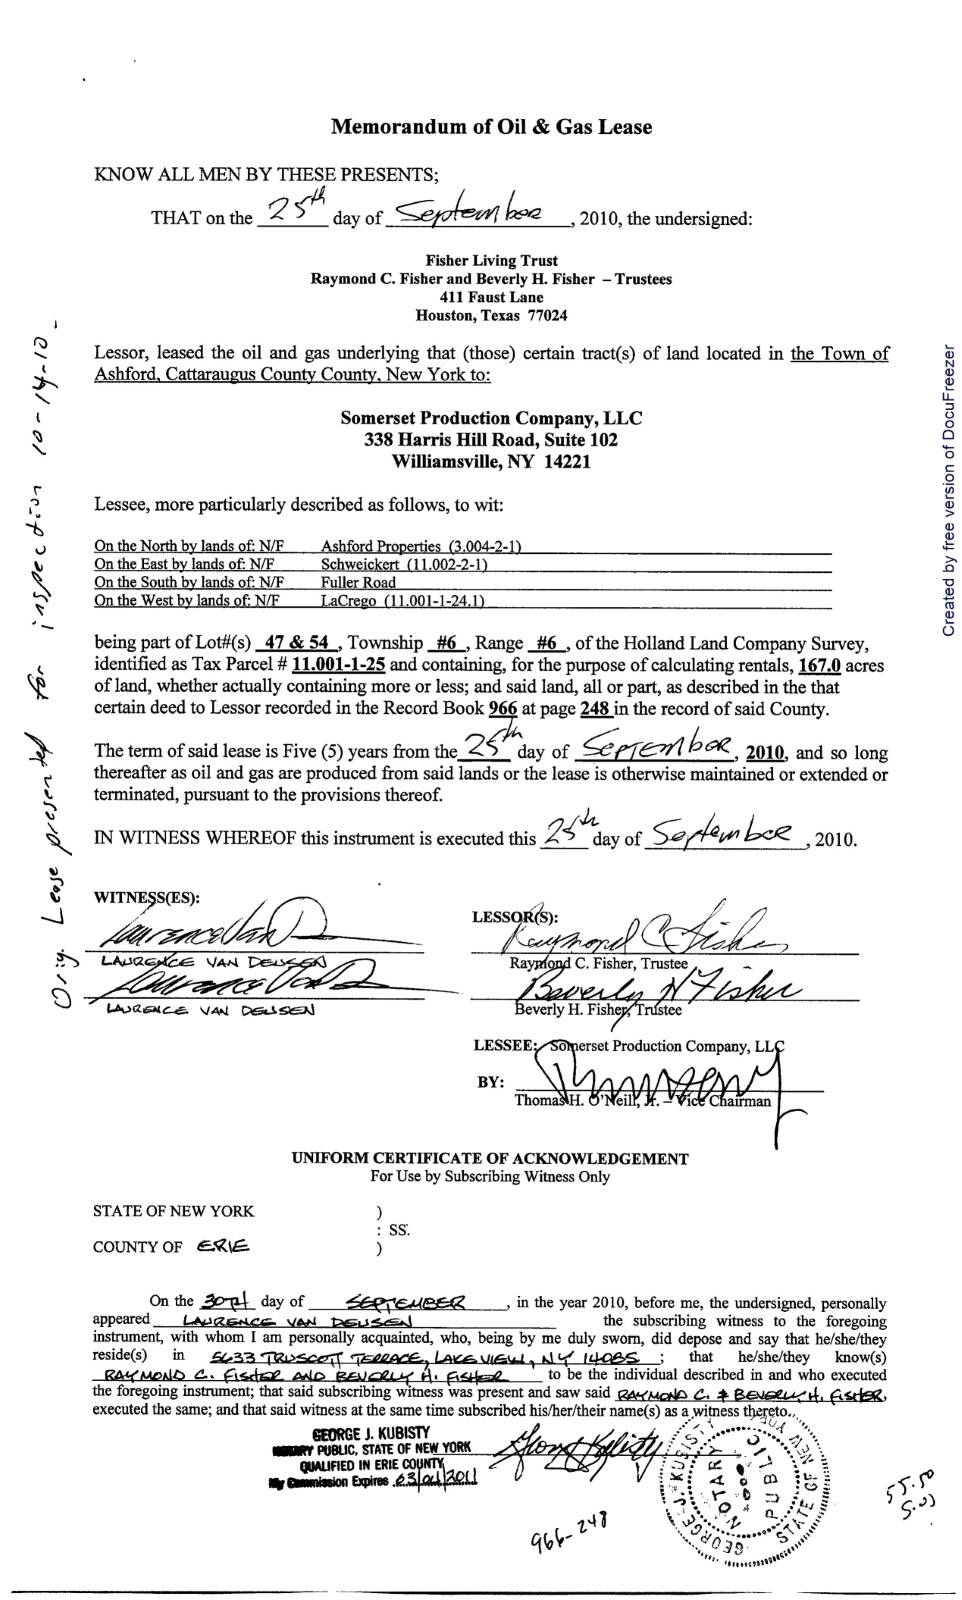 Memorandum of Oil & Gas Lease
KNOW ALL MEN BY THESE PRESENTS;
THAT on the 25th day of September, 2010, the undersigned:
Fisher Living Trust
Raymond C. Fisher and Beverly H. Fisher – Trustees
411 Faust Lane
Houston, Texas 77024
Lessor, leased the oil and gas underlying that (those) certain tract(s) of land located in the Town of
Ashford, Cattaraugus County County, New York to:
Somerset Production Company, LLC
338 Harris Hill Road, Suite 102
Williamsville, NY 14221
Lessee, more particularly described as follows, to wit:
On the North by lands of: N/F Ashford Properties (3.004-2-1)
On the East by lands of: N/F Schweickert (11.002-2-1)
On the South by lands of: N/F Fuller Road
On the West by lands of: N/F LaCrego (11.001-1-24.1)
being part of Lot#(s) 47 & 54 , Township #6 , Range #6 , of the Holland Land Company Survey,
identified as Tax Parcel # 11.001-1-25 and containing, for the purpose of calculating rentals, 167.0 acres
of land, whether actually containing more or less; and said land, all or part, as described in the that
certain deed to Lessor recorded in the Record Book 966 at page 248 in the record of said County.
The term of said lease is Five (5) years from the 25th day of September, 2010, and so long
thereafter as oil and gas are produced from said lands or the lease is otherwise maintained or extended or
terminated, pursuant to the provisions thereof.
IN WITNESS WHEREOF this instrument is executed this 25th day of September, 2010.
WITNESS(ES):
LESSOR(S):
Laurence Van D
Raymond C Fisher
LAURENCE VAN DEUSEN
Raymond C. Fisher, Trustee
Laurence Van D
Beverly H Fisher
LAURENCE VAN DEUSEN
Beverly H. Fisher, Trustee
LESSEE: Somerset Production Company, LLC
BY:
Thomas H. O'Neill, Jr. – Vice Chairman
UNIFORM CERTIFICATE OF ACKNOWLEDGEMENT
For Use by Subscribing Witness Only
STATE OF NEW YORK )
: SS.
COUNTY OF ERIE )
On the 30TH day of SEPTEMBER , in the year 2010, before me, the undersigned, personally
appeared LAURENCE VAN DEUSEN the subscribing witness to the foregoing
instrument, with whom I am personally acquainted, who, being by me duly sworn, did depose and say that he/she/they
reside(s) in 5633 TRUSCOTT TERRACE, LAKEVIEW, NY 14085 ; that he/she/they know(s)
RAYMOND C. FISHER AND BEVERLY H. FISHER to be the individual described in and who executed
the foregoing instrument; that said subscribing witness was present and saw said RAYMOND C. & BEVERLY H. FISHER,
executed the same; and that said witness at the same time subscribed his/her/their name(s) as a witness thereto.
GEORGE J. KUBISTY
NOTARY PUBLIC, STATE OF NEW YORK
QUALIFIED IN ERIE COUNTY
My Commission Expires 03/04/2011
George J Kubisty
GEORGE J. KUBISTY
NOTARY PUBLIC
STATE OF NEW YORK
966-248
55.50
5.00
Orig. Lease presented for inspection 10-14-10-
Created by free version of DocuFreezer